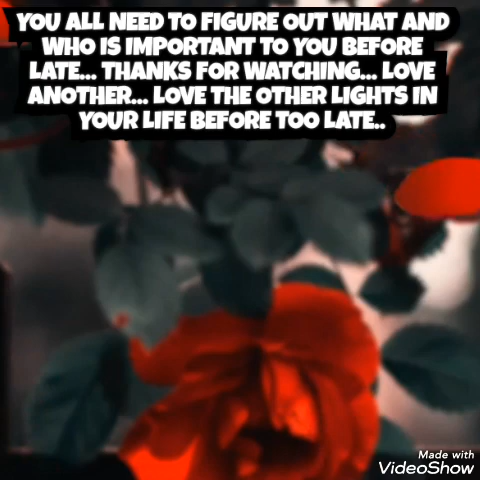 YOU ALL NEED TO FIGURE OUT WHAT AND
WHO IS IMPORTANT TO YOU BEFORE
LATE... THANKS FOR WATCHING... LOVE
ANOTHER... LOVE THE OTHER LIGHTS IN
YOUR LIFE BEFORE TOO LATE..
Made with
VideoShow